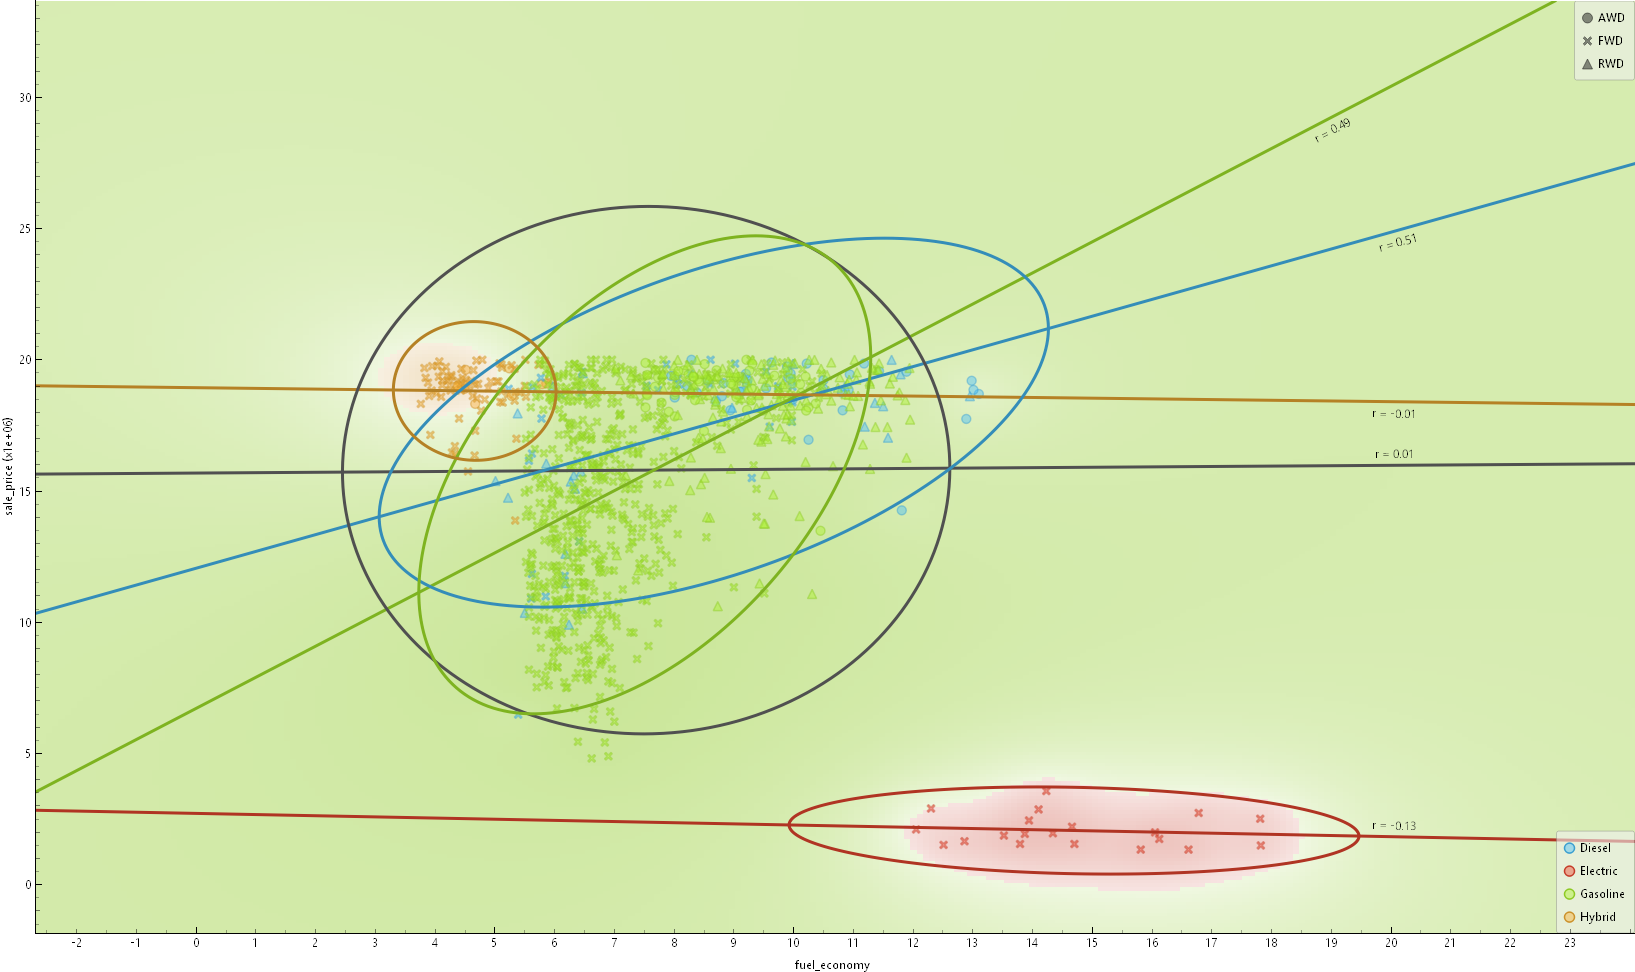 AWD
FWD
RWD
30
r = 0.49
25
r = 0.51
20
r = -0.01
r = 0.01
sale_price (x1e+06)
15
10
5
r = -0.13
Diesel
Electric
Gasoline
Hybrid
0
-2 -1 0 1 2 3 4 5 6 7 8 9 10 11 12 13 14 15 16 17 18 19 20 21 22 23
fuel_economy